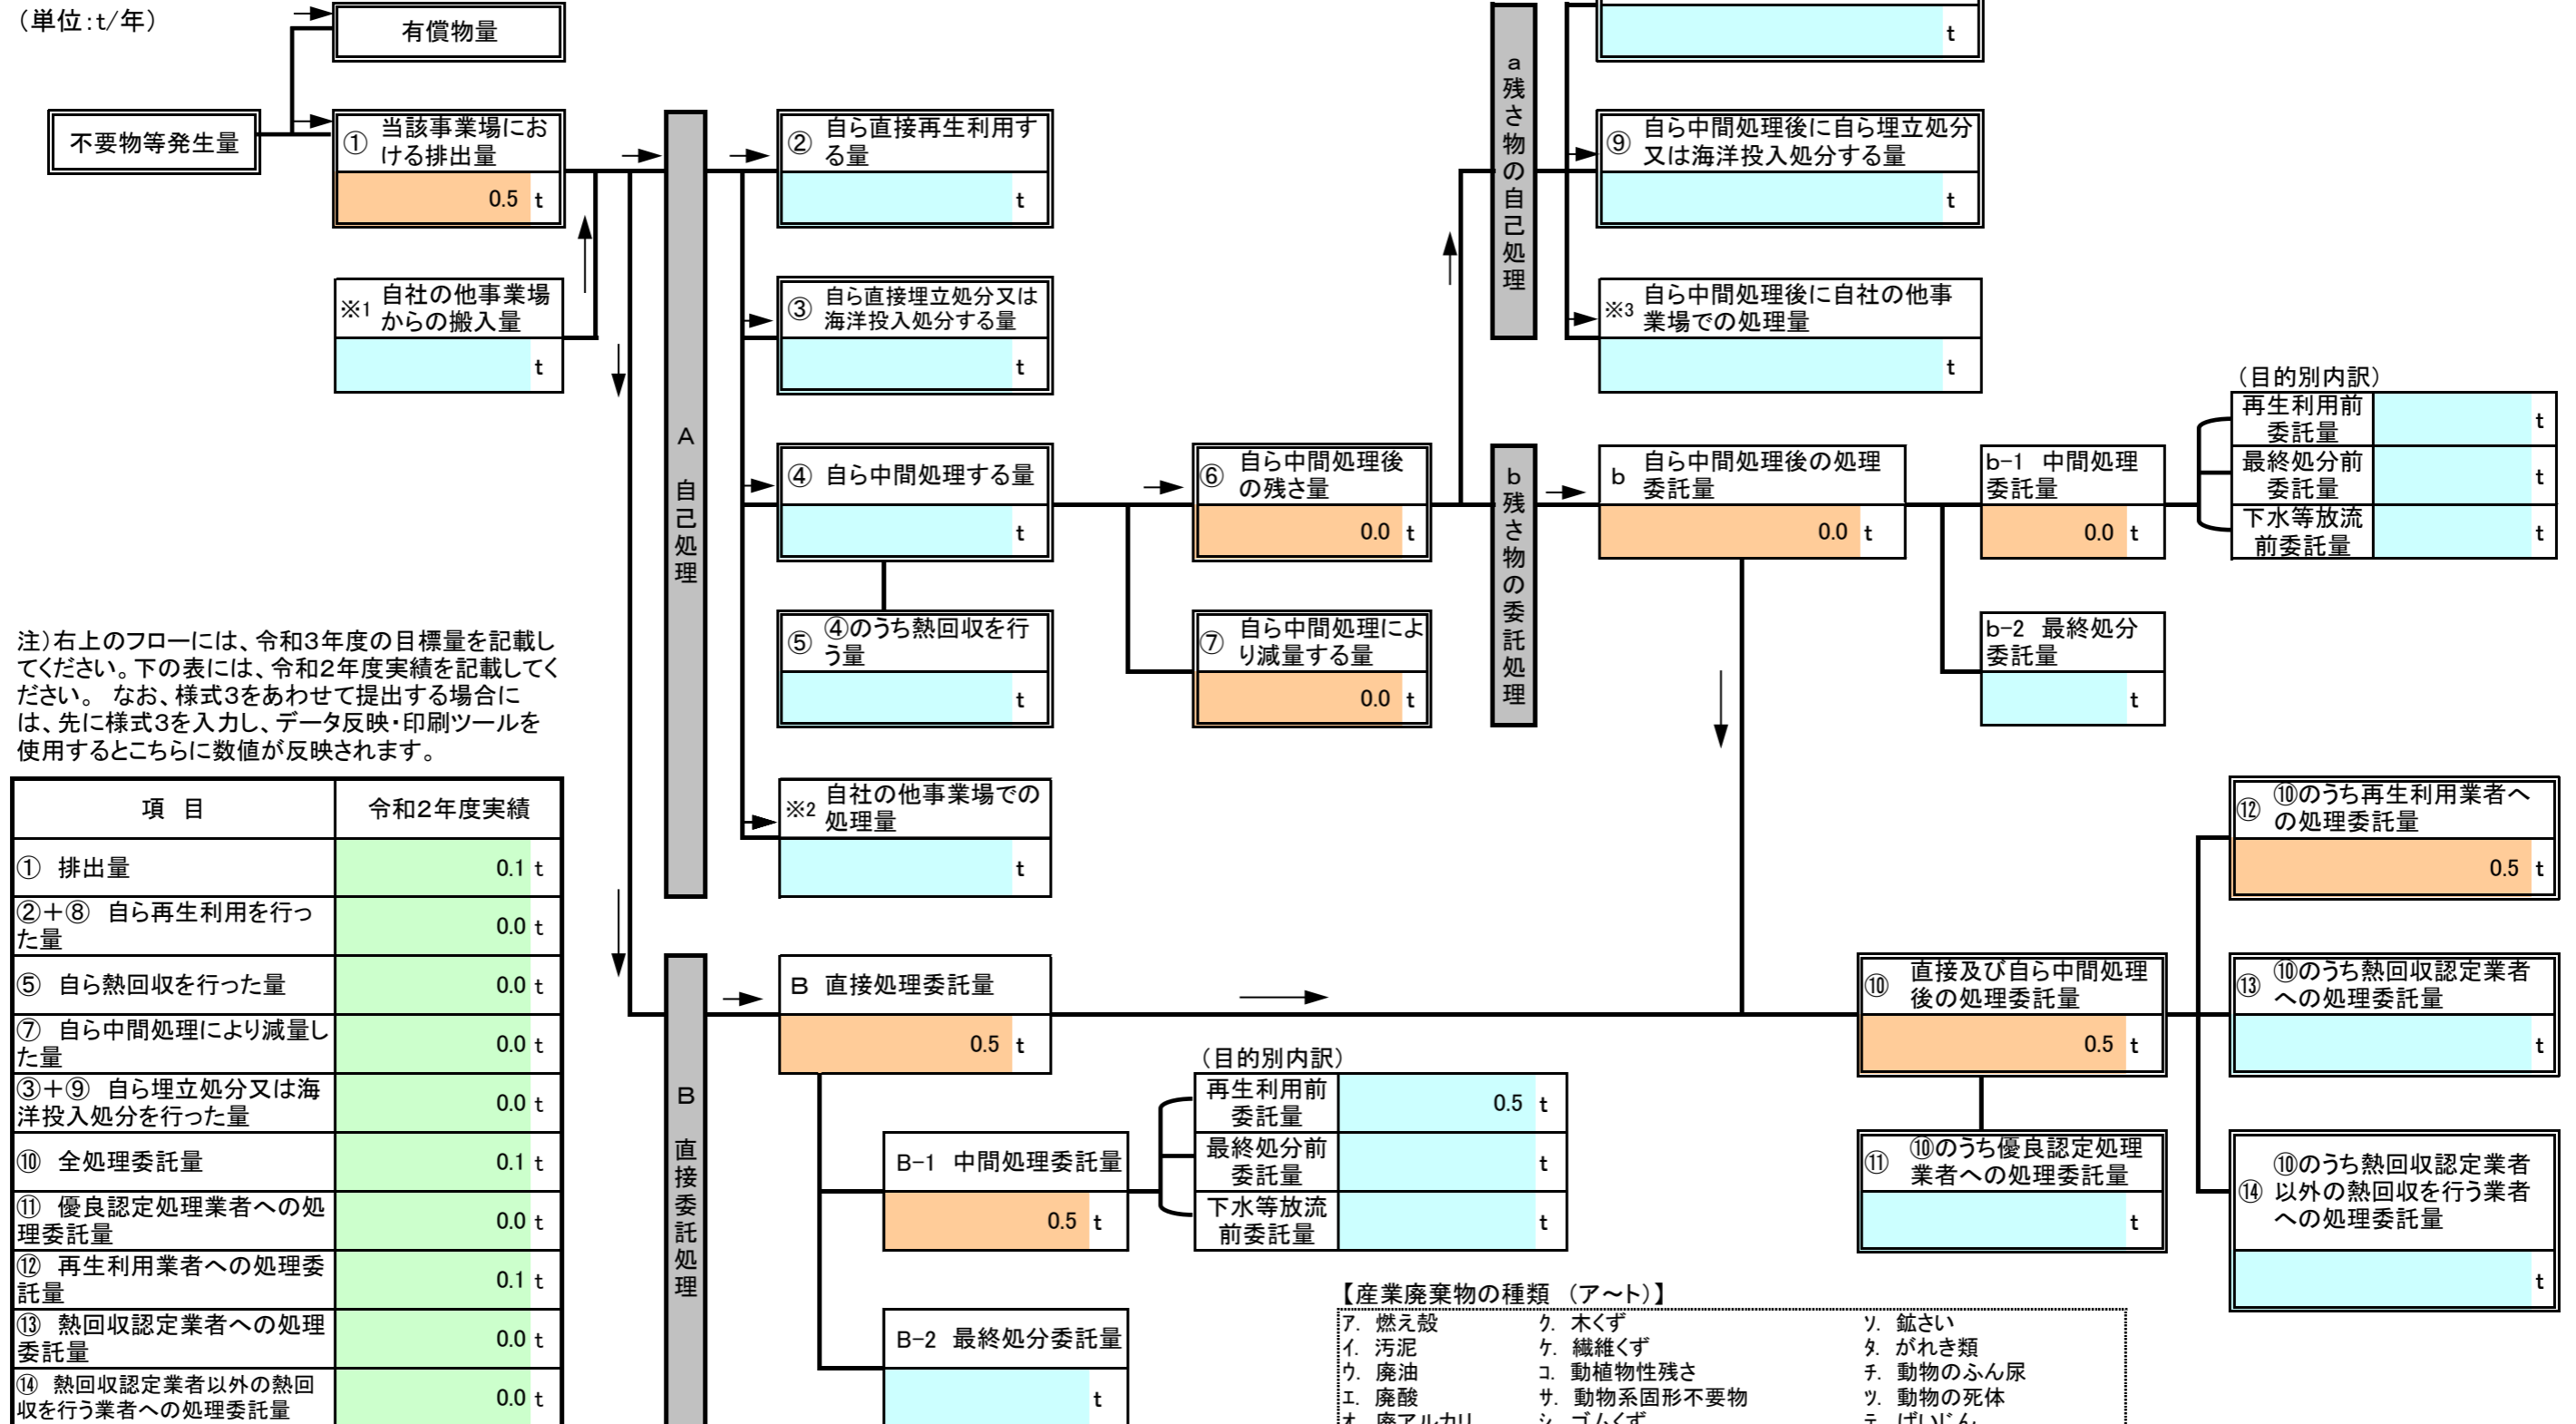 （単位：t/年）
有償物量
t
不要物等発生量
① 当該事業場にお
ける排出量
0.5 t
② 自ら直接再生利用す
る量
t
a 残さ物の自己処理
⑨ 自ら中間処理後に自ら埋立処分
又は海洋投入処分する量
t
※1 自社の他事業場
からの搬入量
t
③ 自ら直接埋立処分又は
海洋投入処分する量
t
※3 自ら中間処理後に自社の他事
業場での処理量
t
A 自己処理
④ 自ら中間処理する量
t
⑥ 自ら中間処理後
の残さ量
0.0 t
b 残さ物の委託処理
b 自ら中間処理後の処理
委託量
0.0 t
b-1 中間処理
委託量
0.0 t
（目的別内訳）
再生利用前
委託量
t
最終処分前
委託量
t
下水等放流
前委託量
t
⑤ ④のうち熱回収を行
う量
t
⑦ 自ら中間処理によ
り減量する量
0.0 t
b-2 最終処分
委託量
t
注）右上のフローには、令和３年度の目標量を記載し
てください。下の表には、令和２年度実績を記載してく
ださい。 なお、様式３をあわせて提出する場合に
は、先に様式３を入力し、データ反映・印刷ツールを
使用するとこちらに数値が反映されます。
※2 自社の他事業場での
処理量
t
項 目 令和２年度実績
① 排出量 0.1 t
②＋⑧ 自ら再生利用を行っ
た量
0.0 t
⑤ 自ら熱回収を行った量 0.0 t
⑦ 自ら中間処理により減量し
た量
0.0 t
③＋⑨ 自ら埋立処分又は海
洋投入処分を行った量
0.0 t
⑩ 全処理委託量 0.1 t
⑪ 優良認定処理業者への処
理委託量
0.0 t
⑫ 再生利用業者への処理委
託量
0.1 t
⑬ 熱回収認定業者への処理
委託量
0.0 t
⑭ 熱回収認定業者以外の熱回
収を行う業者への処理委託量
0.0 t
B 直接委託処理
B 直接処理委託量
0.5 t
B-1 中間処理委託量
0.5 t
（目的別内訳）
再生利用前
委託量
0.5 t
最終処分前
委託量
t
下水等放流
前委託量
t
B-2 最終処分委託量
t
⑩ 直接及び自ら中間処理
後の処理委託量
0.5 t
⑪ ⑩のうち優良認定処理
業者への処理委託量
t
⑫ ⑩のうち再生利用業者へ
の処理委託量
0.5 t
⑬ ⑩のうち熱回収認定業者
への処理委託量
t
⑭ ⑩のうち熱回収認定業者
以外の熱回収を行う業者
への処理委託量
t
【産業廃棄物の種類 （ア～ト）】
ｱ. 燃え殻 ｸ. 木くず ｿ. 鉱さい
ｲ. 汚泥 ｹ. 繊維くず ﾀ. がれき類
ｳ. 廃油 ｺ. 動植物性残さ ﾁ. 動物のふん尿
ｴ. 廃酸 ｻ. 動物系固形不要物 ﾂ. 動物の死体
ｵ. 廃アルカリ ｼ. ゴムくず ﾃ. ばいじん